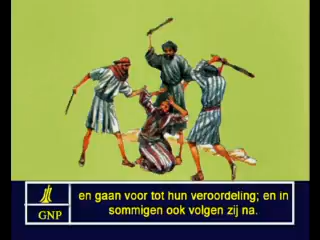 en gaan voor tot hun veroordeling; en in
sommigen ook volgen zij na.
GNP